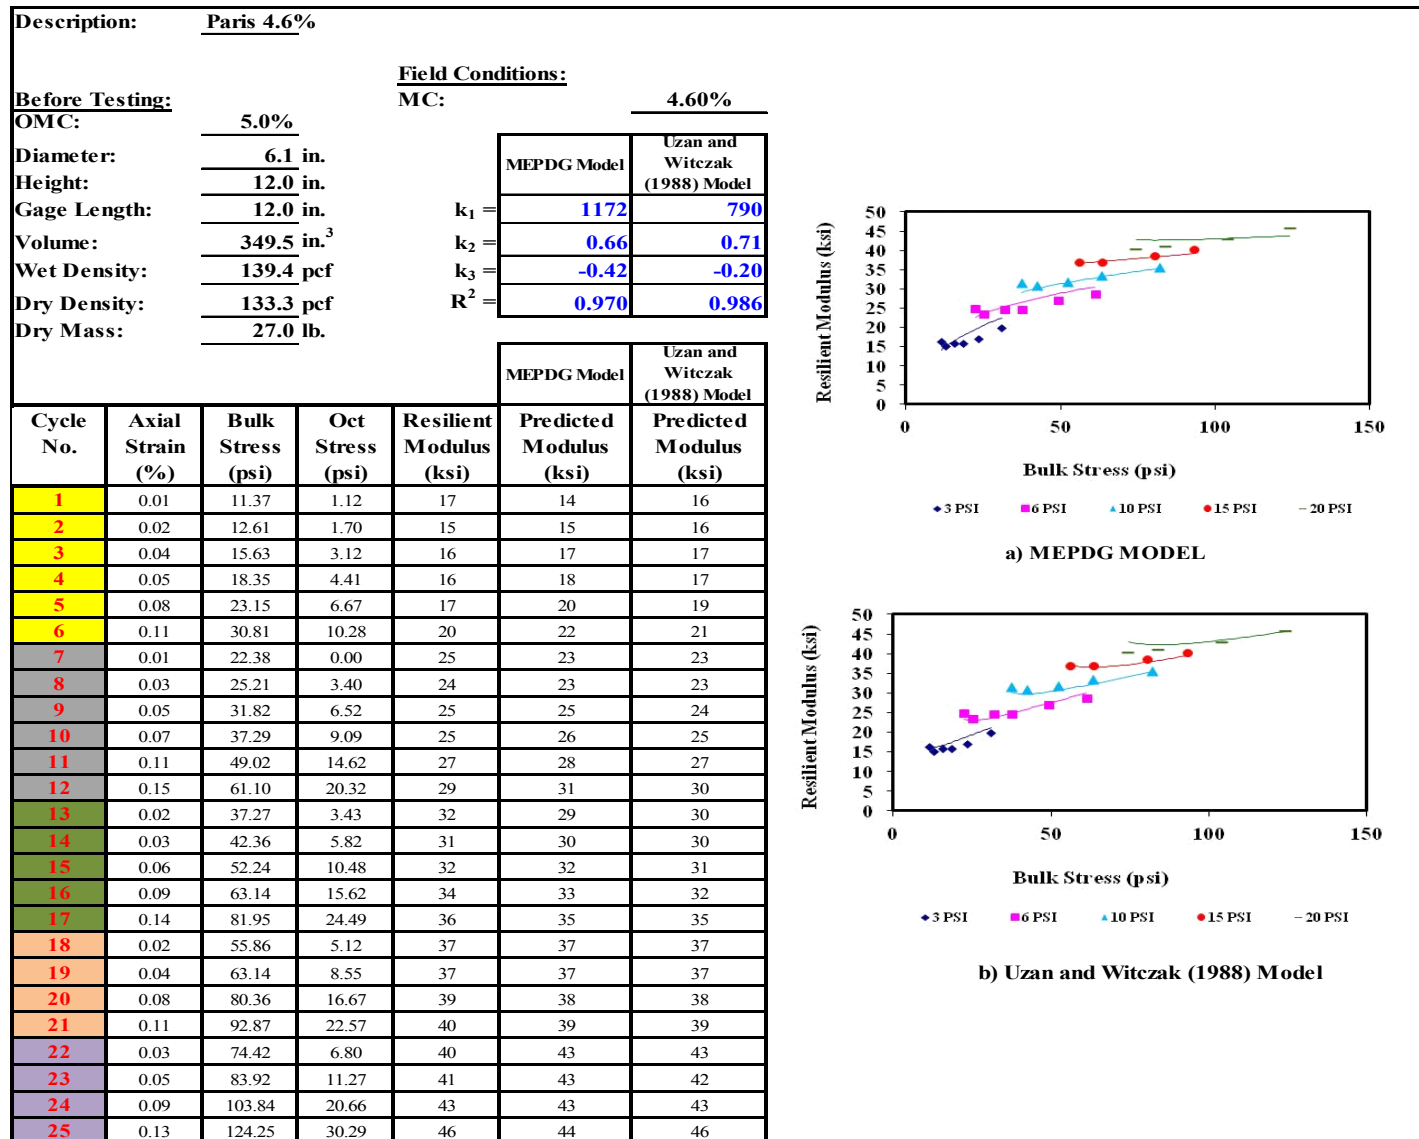 Description: Paris 4.6%
Field Conditions:
Before Testing: MC: 4.60%
OMC: 5.0%
Diameter: 6.1 in.
Height: 12.0 in.
Gage Length: 12.0 in.
Volume: 349.5 in.³
Wet Density: 139.4 pcf
Dry Density: 133.3 pcf
Dry Mass: 27.0 lb.
MEPDG Model Uzan and Witczak (1988) Model
k₁ = 1172 790
k₂ = 0.66 0.71
k₃ = -0.42 -0.20
R² = 0.970 0.986
MEPDG Model Uzan and Witczak (1988) Model
Cycle No. Axial Strain (%) Bulk Stress (psi) Oct Stress (psi) Resilient Modulus (ksi) Predicted Modulus (ksi) Predicted Modulus (ksi)
1 0.01 11.37 1.12 17 14 16
2 0.02 12.61 1.70 15 15 16
3 0.04 15.63 3.12 16 17 17
4 0.05 18.35 4.41 16 18 17
5 0.08 23.15 6.67 17 20 19
6 0.11 30.81 10.28 20 22 21
7 0.01 22.38 0.00 25 23 23
8 0.03 25.21 3.40 24 23 23
9 0.05 31.82 6.52 25 25 24
10 0.07 37.29 9.09 25 26 25
11 0.11 49.02 14.62 27 28 27
12 0.15 61.10 20.32 29 31 30
13 0.02 37.27 3.43 32 29 30
14 0.03 42.36 5.82 31 30 30
15 0.06 52.24 10.48 32 32 31
16 0.09 63.14 15.62 34 33 32
17 0.14 81.95 24.49 36 35 35
18 0.02 55.86 5.12 37 37 37
19 0.04 63.14 8.55 37 37 37
20 0.08 80.36 16.67 39 38 38
21 0.11 92.87 22.57 40 39 39
22 0.03 74.42 6.80 40 43 43
23 0.05 83.92 11.27 41 43 42
24 0.09 103.84 20.66 43 43 43
25 0.13 124.25 30.29 46 44 46
Resilient Modulus (ksi)
50
45
40
35
30
25
20
15
10
5
0
0 50 100 150
Bulk Stress (psi)
3 PSI 6 PSI 10 PSI 15 PSI 20 PSI
a) MEPDG MODEL
Resilient Modulus (ksi)
50
45
40
35
30
25
20
15
10
5
0
0 50 100 150
Bulk Stress (psi)
3 PSI 6 PSI 10 PSI 15 PSI 20 PSI
b) Uzan and Witczak (1988) Model